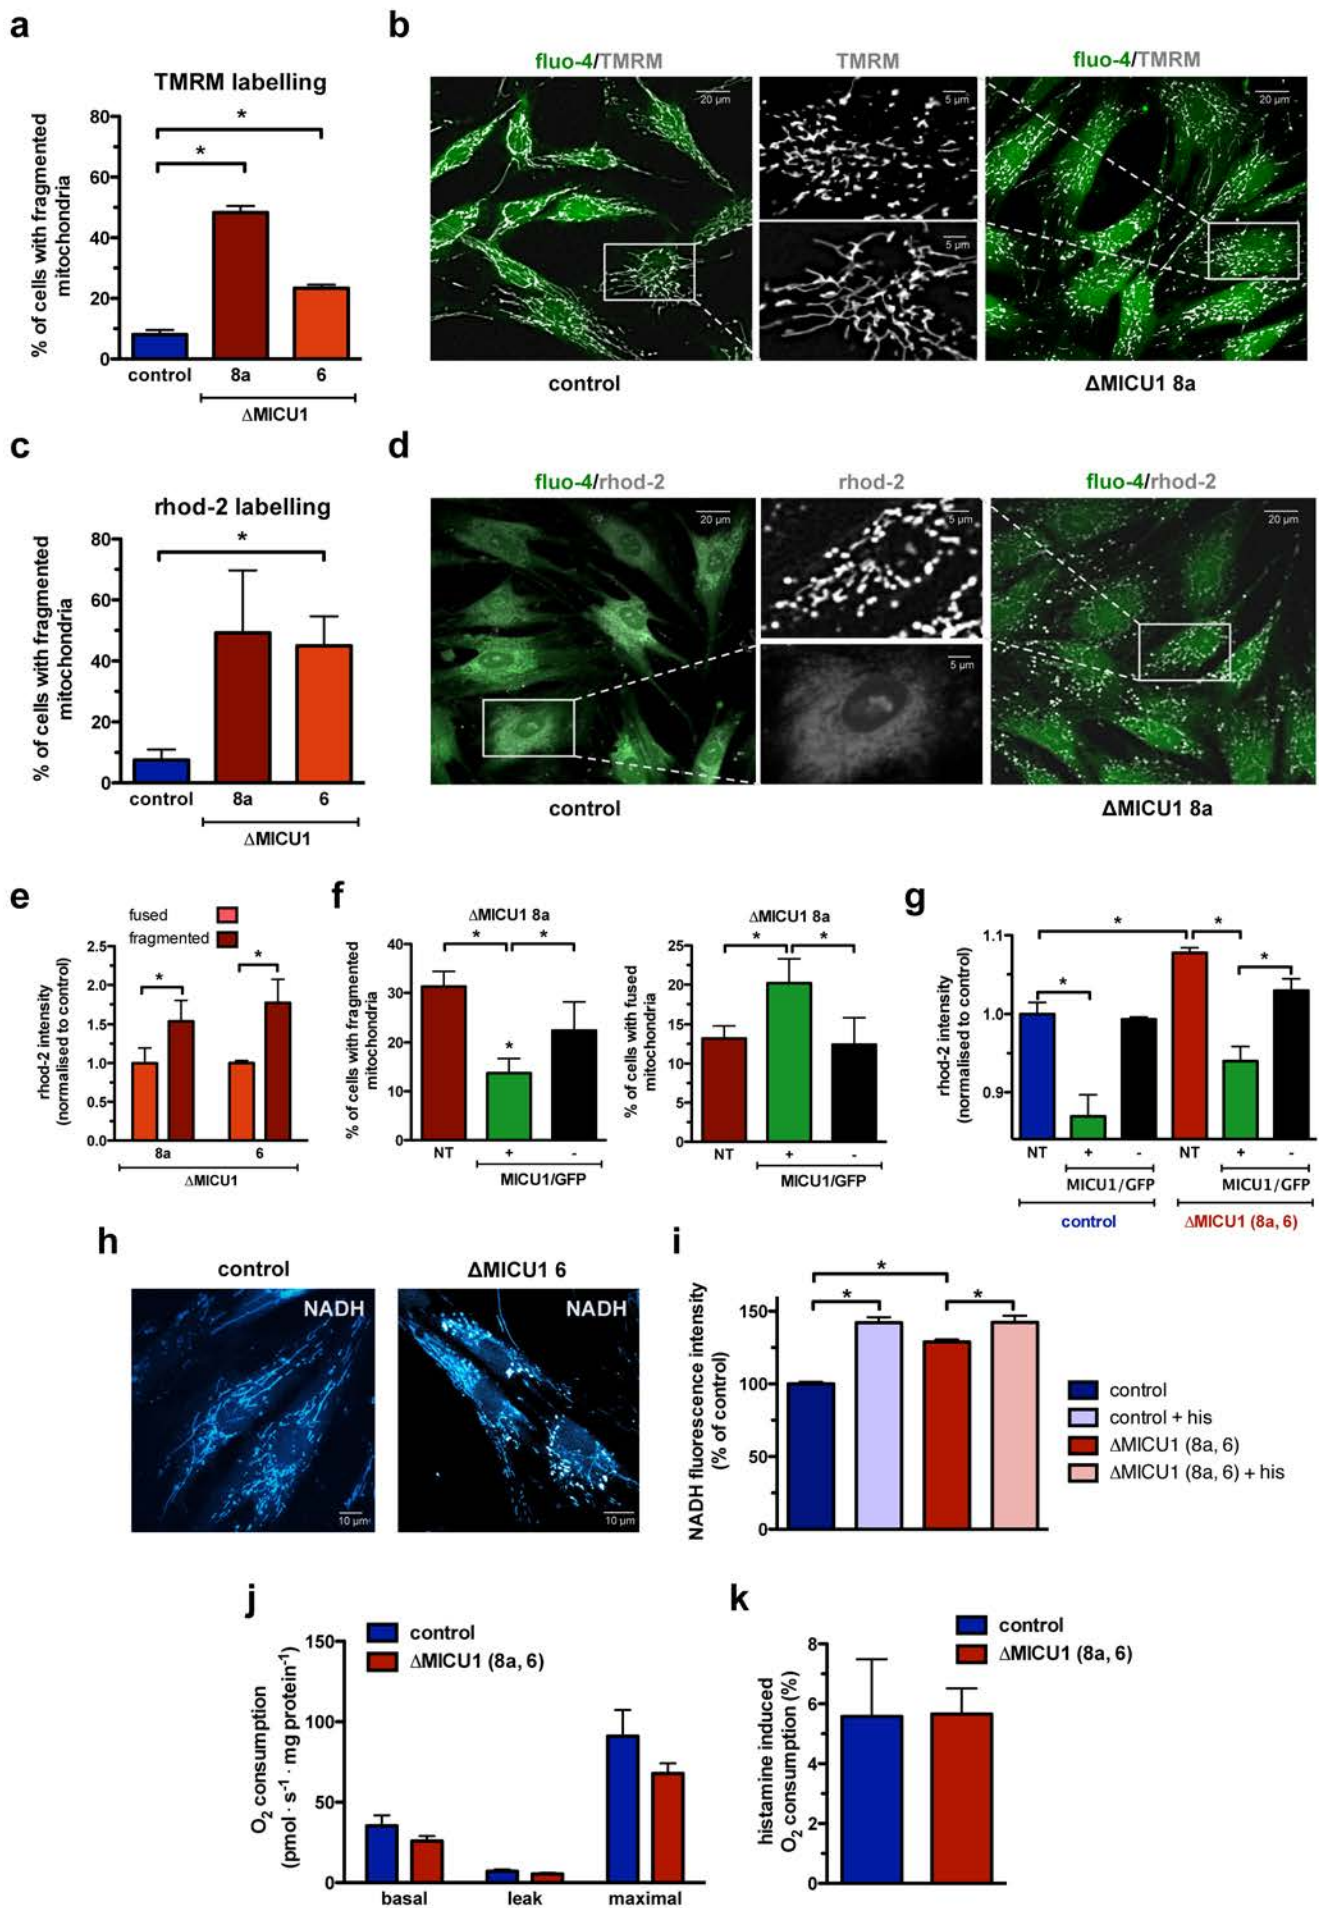 a
TMRM labelling
% of cells with fragmented
mitochondria
80
60
40
20
0
*
*
control
8a
6
ΔMICU1
b
fluo-4/TMRM
TMRM
fluo-4/TMRM
20 µm
5 µm
20 µm
5 µm
control
ΔMICU1 8a
c
rhod-2 labelling
% of cells with fragmented
mitochondria
80
60
40
20
0
*
control
8a
6
ΔMICU1
d
fluo-4/rhod-2
rhod-2
fluo-4/rhod-2
20 µm
5 µm
20 µm
5 µm
control
ΔMICU1 8a
e
fused
fragmented
rhod-2 intensity
(normalised to control)
2.5
2.0
1.5
1.0
0.5
0.0
*
*
8a
6
ΔMICU1
f
ΔMICU1 8a
% of cells with fragmented
mitochondria
40
30
20
10
0
*
*
*
NT
+
-
MICU1/GFP
ΔMICU1 8a
% of cells with fused
mitochondria
25
20
15
10
5
0
*
*
NT
+
-
MICU1/GFP
g
rhod-2 intensity
(normalised to control)
1.1
1.0
0.9
*
*
*
*
NT
+
-
NT
+
-
MICU1/GFP
MICU1/GFP
control
ΔMICU1 (8a, 6)
h
control
ΔMICU1 6
NADH
NADH
10 µm
10 µm
i
NADH fluorescence intensity
(% of control)
150
100
50
0
*
*
*
control
control + his
ΔMICU1 (8a, 6)
ΔMICU1 (8a, 6) + his
j
control
ΔMICU1 (8a, 6)
O₂ consumption
(pmol · s⁻¹ · mg protein⁻¹)
150
100
50
0
basal
leak
maximal
k
control
ΔMICU1 (8a, 6)
histamine induced
O₂ consumption (%)
8
6
4
2
0